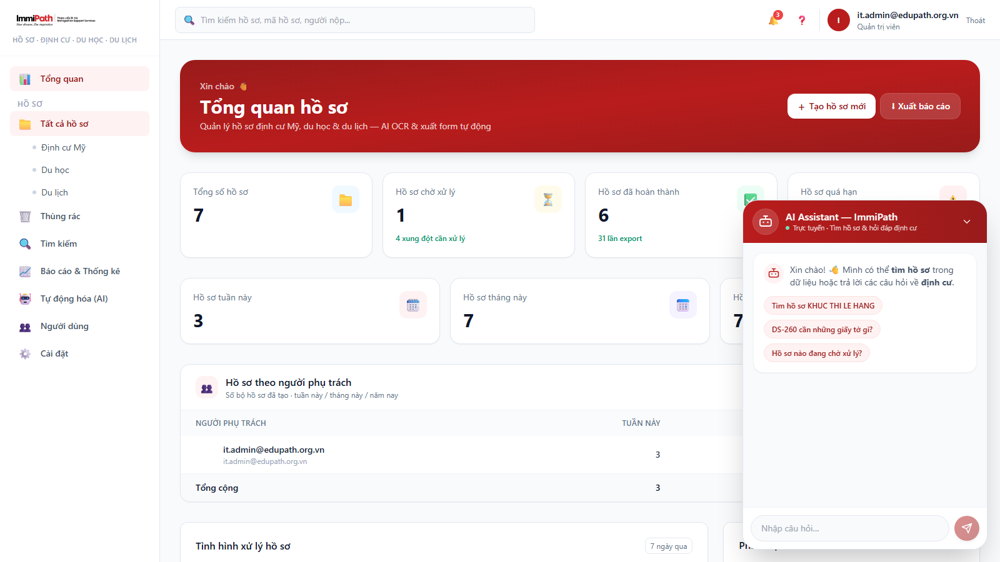 ImmiPath
Tham vấn Di trú
Immigration Support Services
Your dreams, Our inspiration
HỒ SƠ · ĐỊNH CƯ · DU HỌC · DU LỊCH
Tổng quan
HỒ SƠ
Tất cả hồ sơ
Định cư Mỹ
Du học
Du lịch
Thùng rác
Tìm kiếm
Báo cáo & Thống kê
Tự động hóa (AI)
Người dùng
Cài đặt
Tìm kiếm hồ sơ, mã hồ sơ, người nộp...
3
I
it.admin@edupath.org.vn
Quản trị viên
Thoát
Xin chào 👋
Tổng quan hồ sơ
Quản lý hồ sơ định cư Mỹ, du học & du lịch — AI OCR & xuất form tự động
+ Tạo hồ sơ mới
⬇ Xuất báo cáo
Tổng số hồ sơ
7
Hồ sơ chờ xử lý
1
4 xung đột cần xử lý
Hồ sơ đã hoàn thành
6
31 lần export
Hồ sơ quá hạn
Hồ sơ tuần này
3
Hồ sơ tháng này
7
7
Hồ sơ theo người phụ trách
Số bộ hồ sơ đã tạo · tuần này / tháng này / năm nay
NGƯỜI PHỤ TRÁCH
TUẦN NÀY
it.admin@edupath.org.vn
it.admin@edupath.org.vn
3
Tổng cộng
3
Tình hình xử lý hồ sơ
7 ngày qua
AI Assistant — ImmiPath
Trực tuyến · Tìm hồ sơ & hỏi đáp định cư
Xin chào! 👋 Mình có thể tìm hồ sơ trong
dữ liệu hoặc trả lời các câu hỏi về định cư.
Tìm hồ sơ KHUC THI LE HANG
DS-260 cần những giấy tờ gì?
Hồ sơ nào đang chờ xử lý?
Nhập câu hỏi...